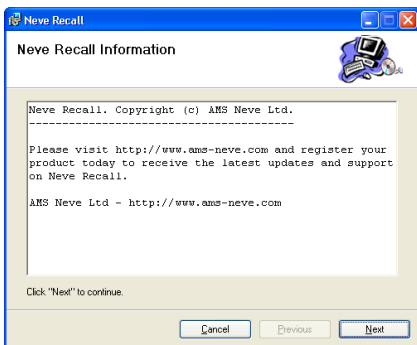 Neve Recall
Neve Recall Information
Neve Recall. Copyright (c) AMS Neve Ltd.
----------------------------------------
Please visit http://www.ams-neve.com and register your
product today to receive the latest updates and support
on Neve Recall.
AMS Neve Ltd - http://www.ams-neve.com
Click "Next" to continue.
Cancel
Previous
Next